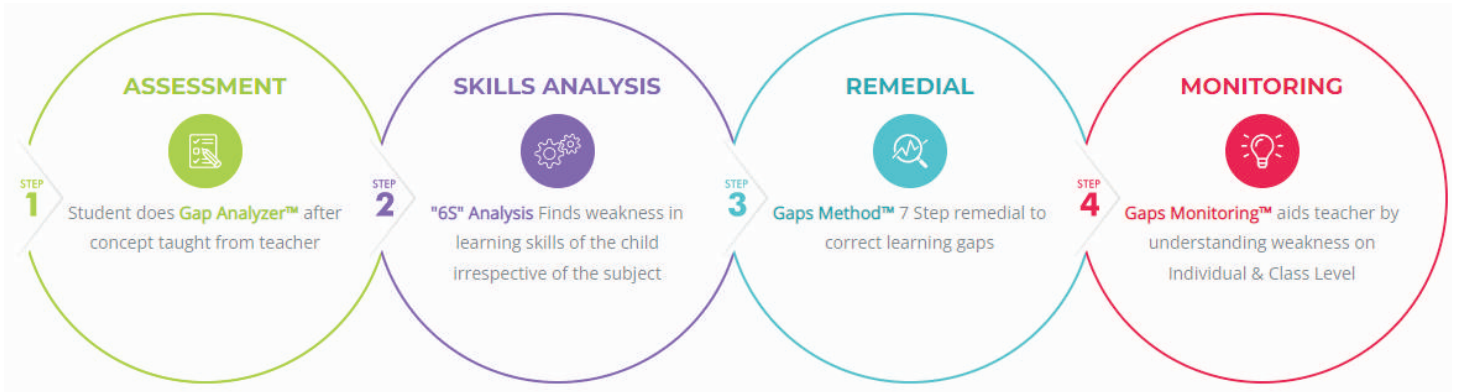 ASSESSMENT
STEP
1
Student does Gap Analyzer™ after
concept taught from teacher
SKILLS ANALYSIS
STEP
2
"6S" Analysis Finds weakness in
learning skills of the child
irrespective of the subject
REMEDIAL
STEP
3
Gaps Method™ 7 Step remedial to
correct learning gaps
MONITORING
STEP
4
Gaps Monitoring™ aids teacher by
understanding weakness on
Individual & Class Level